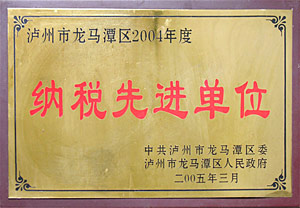 泸州市龙马潭区2004年度
纳税先进单位
中共泸州市龙马潭区委
泸州市龙马潭区人民政府
二00五年三月